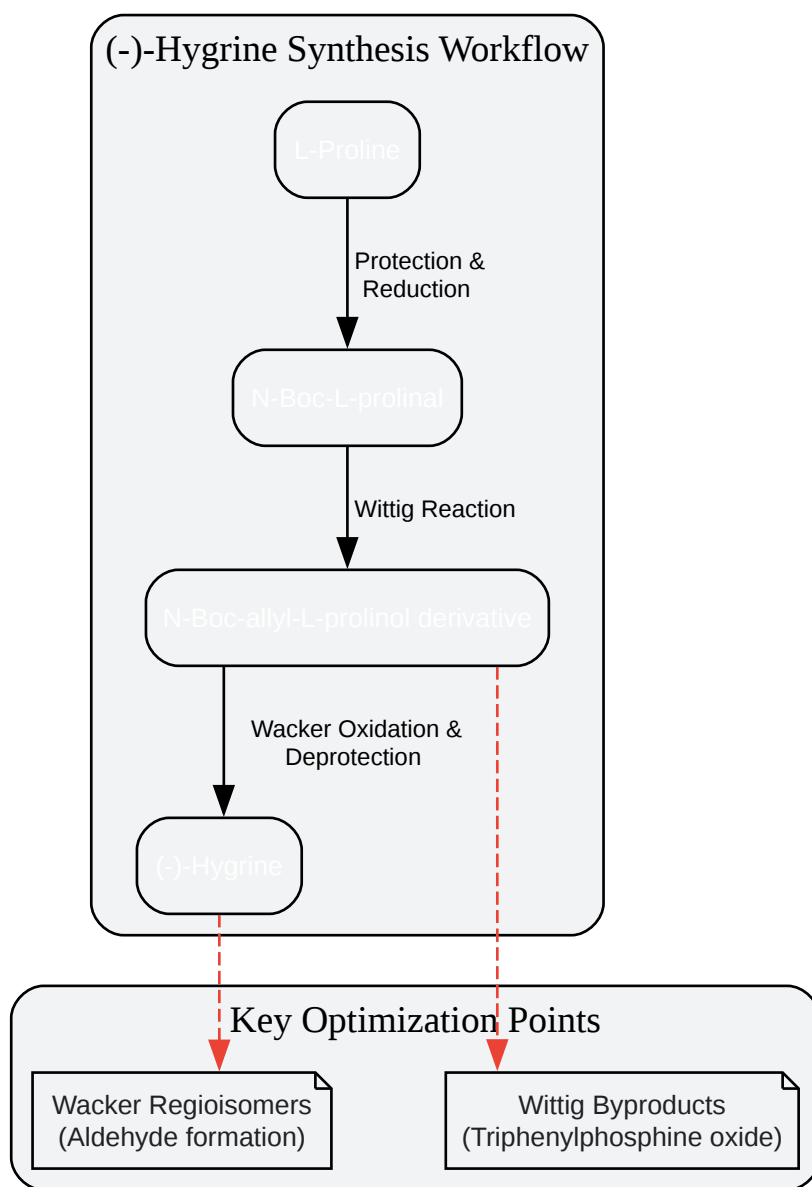 (-)-Hygrine Synthesis Workflow
L-Proline
Protection &
Reduction
N-Boc-L-prolinal
Wittig Reaction
N-Boc-allyl-L-prolinol derivative
Wacker Oxidation &
Deprotection
(-)-Hygrine
Key Optimization Points
Wacker Regioisomers
(Aldehyde formation)
Wittig Byproducts
(Triphenylphosphine oxide)